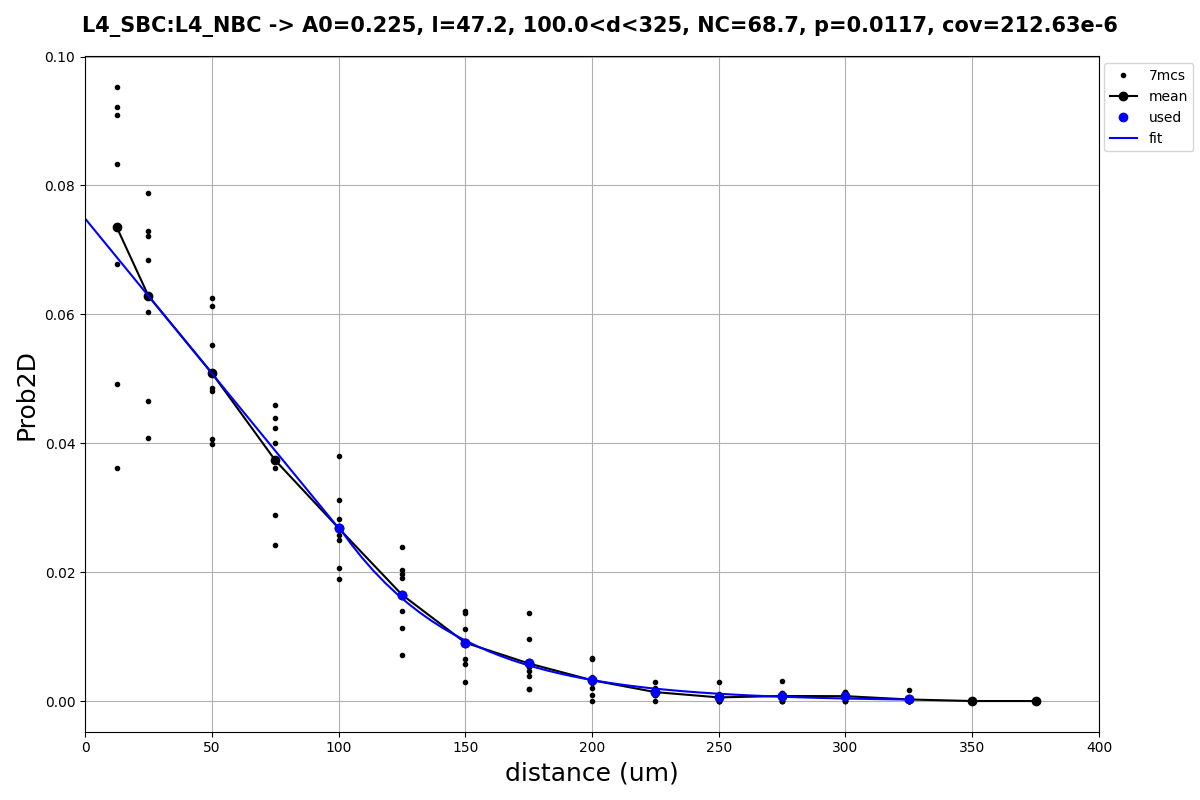 L4_SBC:L4_NBC -> A0=0.225, l=47.2, 100.0<d<325, NC=68.7, p=0.0117, cov=212.63e-6
7mcs
mean
used
fit
Prob2D
0.10
0.08
0.06
0.04
0.02
0.00
0 50 100 150 200 250 300 350 400
distance (um)